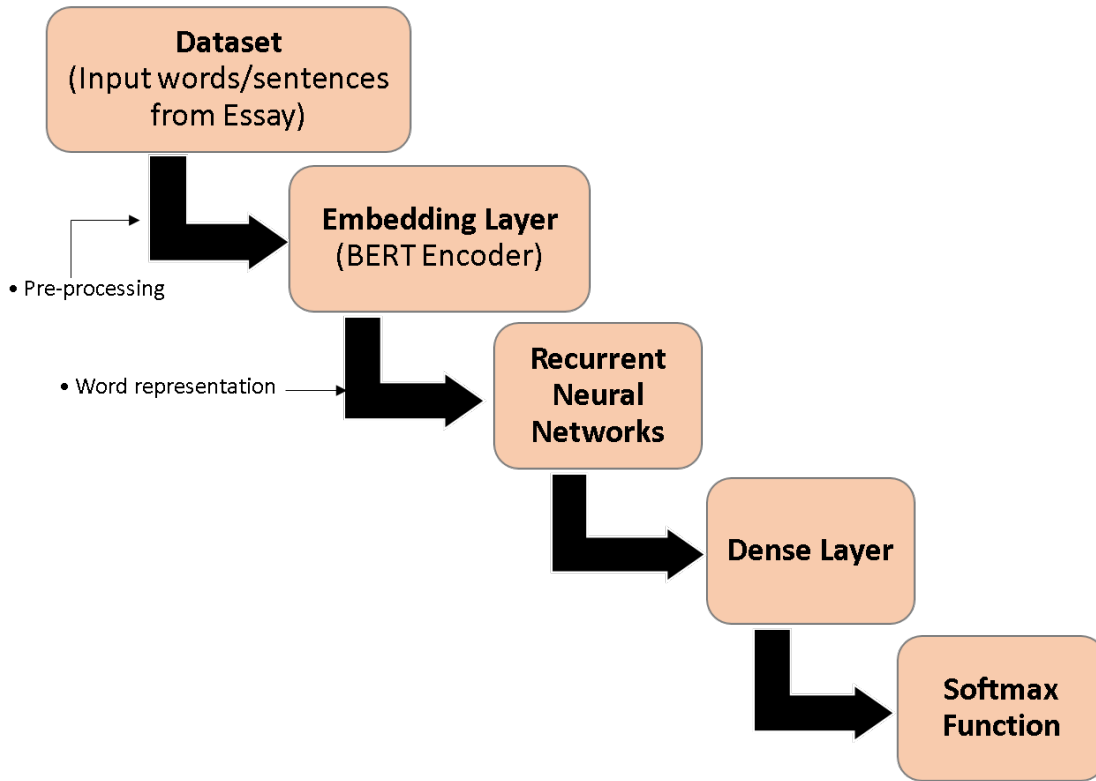 Dataset
(Input words/sentences
from Essay)
Embedding Layer
(BERT Encoder)
• Pre-processing
Recurrent
Neural
Networks
• Word representation
Dense Layer
Softmax
Function